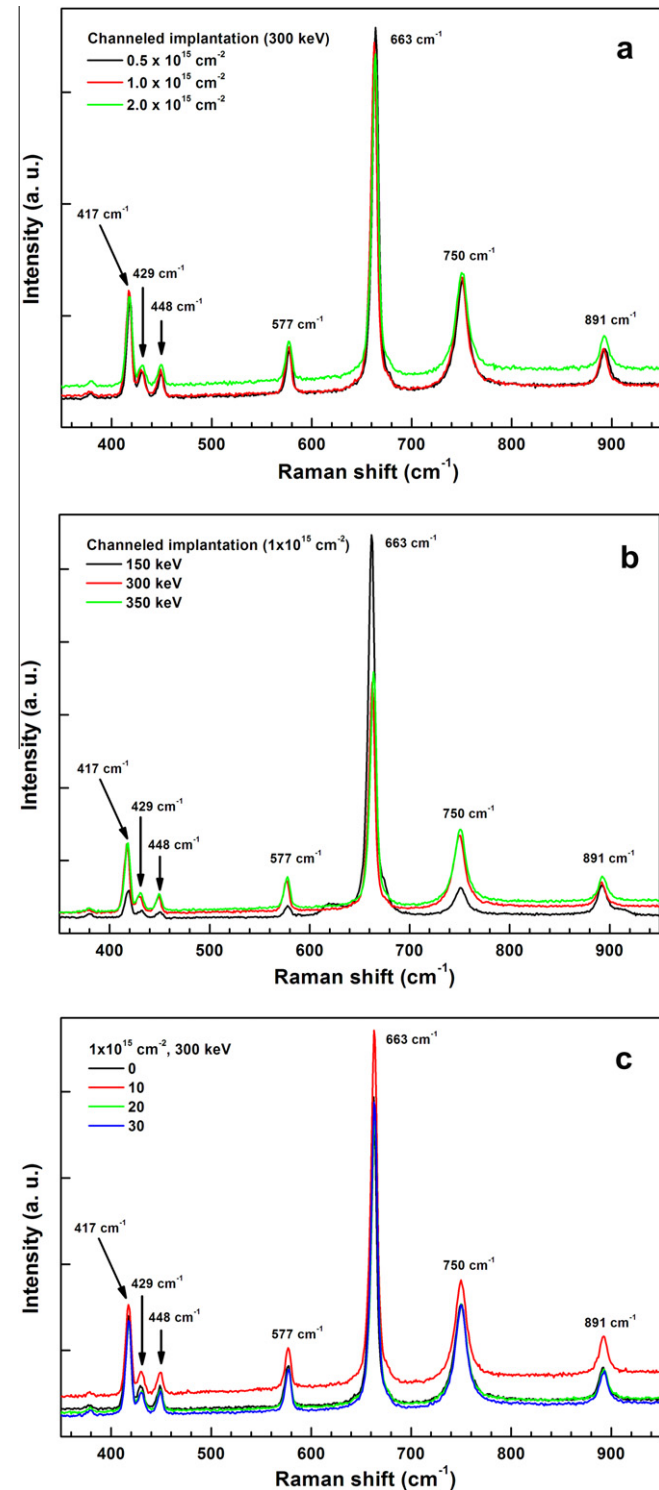 Channeled implantation (300 keV)
0.5 x 10¹⁵ cm⁻²
1.0 x 10¹⁵ cm⁻²
2.0 x 10¹⁵ cm⁻²
a
663 cm⁻¹
417 cm⁻¹
429 cm⁻¹
448 cm⁻¹
577 cm⁻¹
750 cm⁻¹
891 cm⁻¹
Intensity (a. u.)
400 500 600 700 800 900
Raman shift (cm⁻¹)
Channeled implantation (1x10¹⁵ cm⁻²)
150 keV
300 keV
350 keV
b
663 cm⁻¹
417 cm⁻¹
429 cm⁻¹
448 cm⁻¹
577 cm⁻¹
750 cm⁻¹
891 cm⁻¹
Intensity (a. u.)
400 500 600 700 800 900
Raman shift (cm⁻¹)
1x10¹⁵ cm⁻², 300 keV
0
10
20
30
c
663 cm⁻¹
417 cm⁻¹
429 cm⁻¹
448 cm⁻¹
577 cm⁻¹
750 cm⁻¹
891 cm⁻¹
Intensity (a. u.)
400 500 600 700 800 900
Raman shift (cm⁻¹)